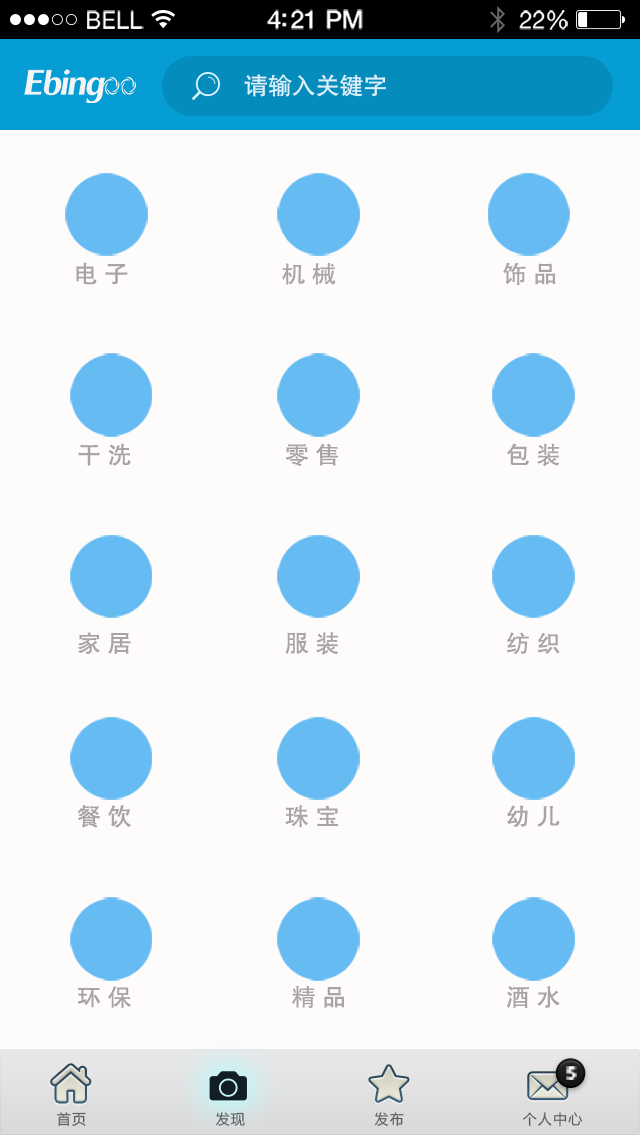 BELL 4:21 PM 22%
Ebingoo 请输入关键字
电子 机械 饰品
干洗 零售 包装
家居 服装 纺织
餐饮 珠宝 幼儿
环保 精品 酒水
5
首页 发现 发布 个人中心